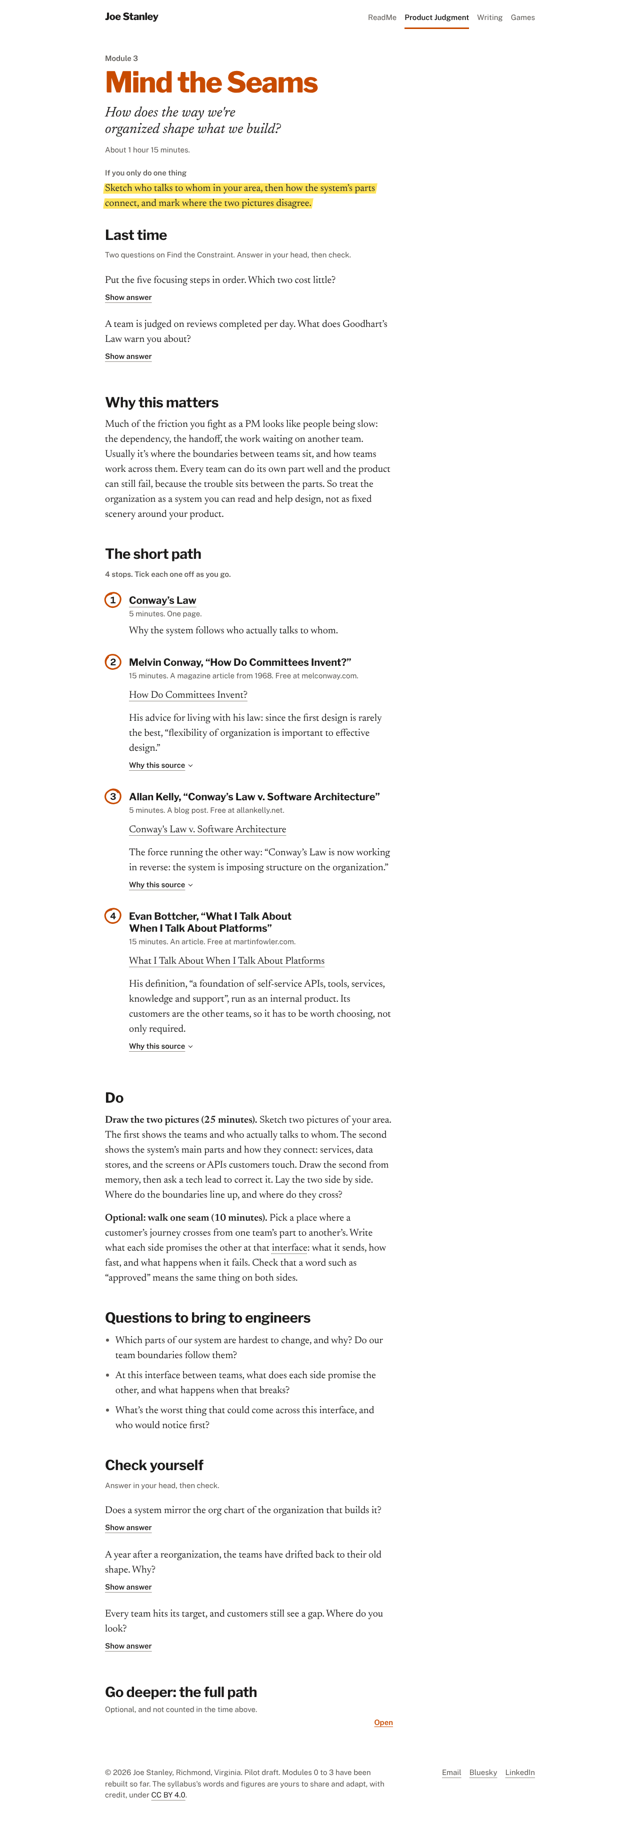 Joe Stanley
ReadMe Product Judgment Writing Games
Module 3
Mind the Seams
How does the way we're
organized shape what we build?
About 1 hour 15 minutes.
If you only do one thing
Sketch who talks to whom in your area, then how the system's parts
connect, and mark where the two pictures disagree.
Last time
Two questions on Find the Constraint. Answer in your head, then check.
Put the five focusing steps in order. Which two cost little?
Show answer
A team is judged on reviews completed per day. What does Goodhart's
Law warn you about?
Show answer
Why this matters
Much of the friction you fight as a PM looks like people being slow:
the dependency, the handoff, the work waiting on another team.
Usually it's where the boundaries between teams sit, and how teams
work across them. Every team can do its own part well and the product
can still fail, because the trouble sits between the parts. So treat the
organization as a system you can read and help design, not as fixed
scenery around your product.
The short path
4 stops. Tick each one off as you go.
1 Conway's Law
5 minutes. One page.
Why the system follows who actually talks to whom.
2 Melvin Conway, “How Do Committees Invent?”
15 minutes. A magazine article from 1968. Free at melconway.com.
How Do Committees Invent?
His advice for living with his law: since the first design is rarely
the best, “flexibility of organization is important to effective
design.”
Why this source
3 Allan Kelly, “Conway's Law v. Software Architecture”
5 minutes. A blog post. Free at allankelly.net.
Conway's Law v. Software Architecture
The force running the other way: “Conway's Law is now working
in reverse: the system is imposing structure on the organization.”
Why this source
4 Evan Bottcher, “What I Talk About
When I Talk About Platforms”
15 minutes. An article. Free at martinfowler.com.
What I Talk About When I Talk About Platforms
His definition, “a foundation of self-service APIs, tools, services,
knowledge and support”, run as an internal product. Its
customers are the other teams, so it has to be worth choosing, not
only required.
Why this source
Do
Draw the two pictures (25 minutes). Sketch two pictures of your area.
The first shows the teams and who actually talks to whom. The second
shows the system's main parts and how they connect: services, data
stores, and the screens or APIs customers touch. Draw the second from
memory, then ask a tech lead to correct it. Lay the two side by side.
Where do the boundaries line up, and where do they cross?
Optional: walk one seam (10 minutes). Pick a place where a
customer's journey crosses from one team's part to another's. Write
what each side promises the other at that interface: what it sends, how
fast, and what happens when it fails. Check that a word such as
“approved” means the same thing on both sides.
Questions to bring to engineers
• Which parts of our system are hardest to change, and why? Do our
team boundaries follow them?
• At this interface between teams, what does each side promise the
other, and what happens when that breaks?
• What's the worst thing that could come across this interface, and
who would notice first?
Check yourself
Answer in your head, then check.
Does a system mirror the org chart of the organization that builds it?
Show answer
A year after a reorganization, the teams have drifted back to their old
shape. Why?
Show answer
Every team hits its target, and customers still see a gap. Where do you
look?
Show answer
Go deeper: the full path
Optional, and not counted in the time above.
Open
© 2026 Joe Stanley, Richmond, Virginia. Pilot draft. Modules 0 to 3 have been
rebuilt so far. The syllabus's words and figures are yours to share and adapt, with
credit, under CC BY 4.0.
Email Bluesky LinkedIn